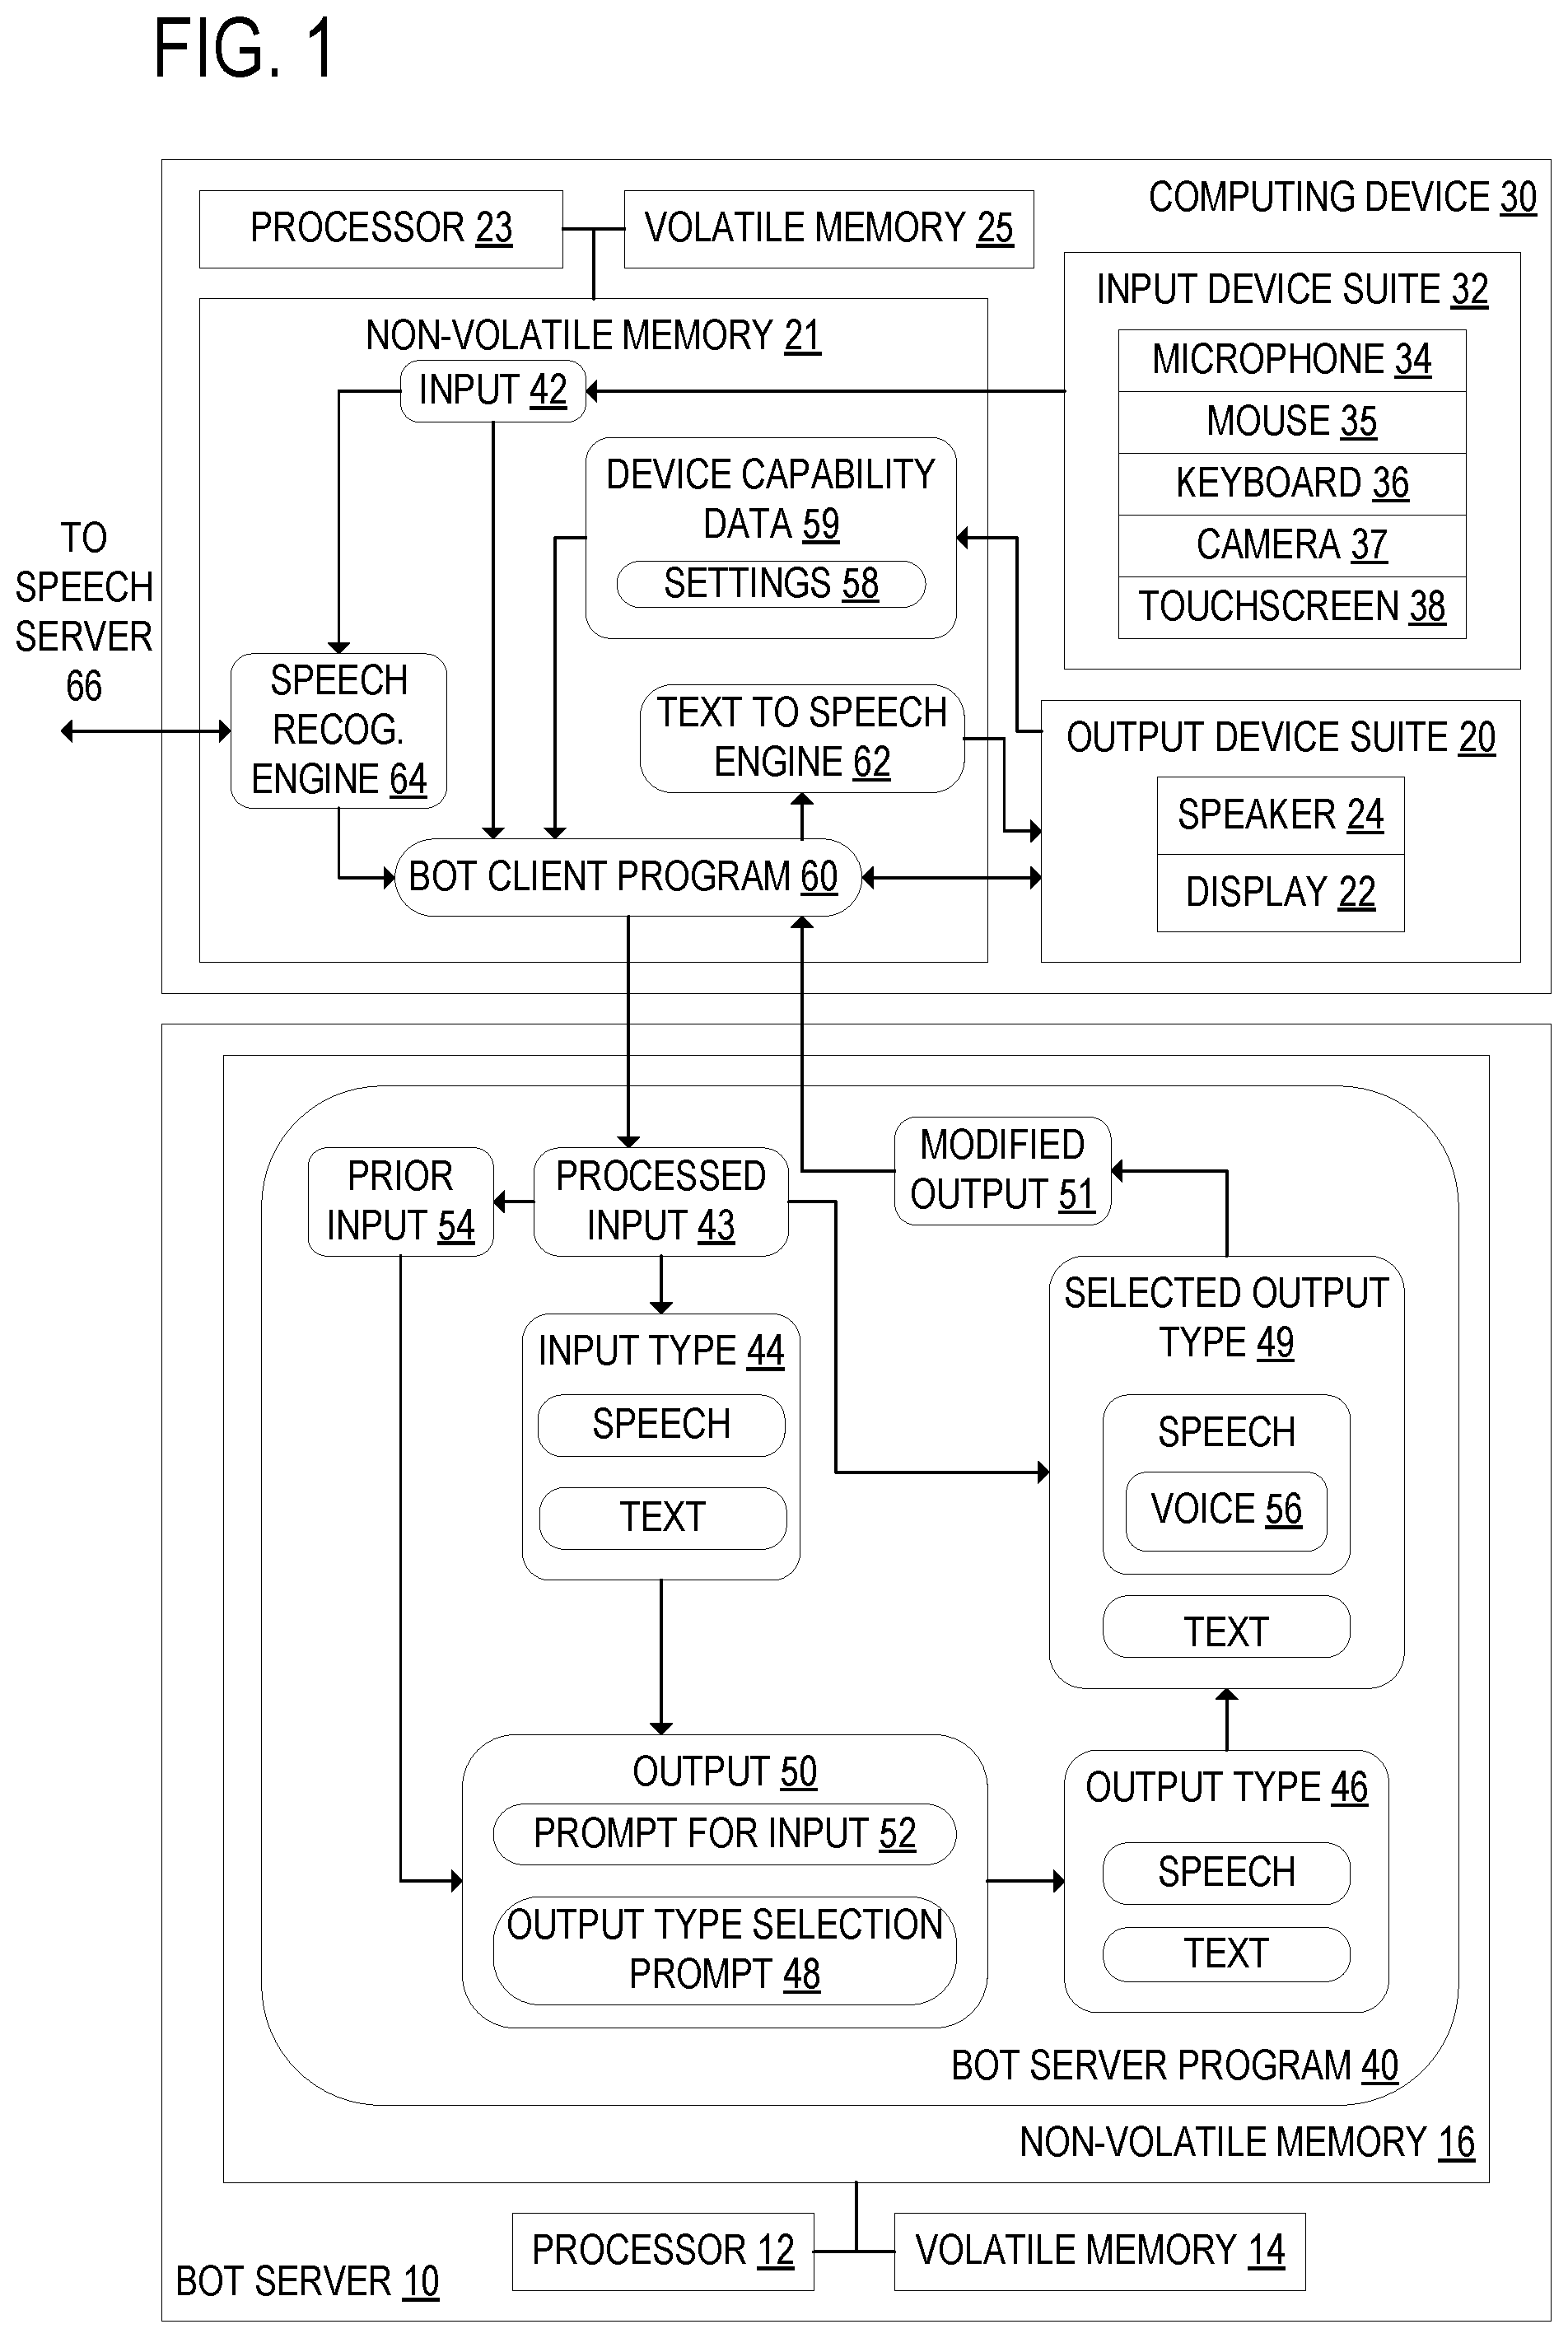 FIG. 1
COMPUTING DEVICE 30
PROCESSOR 23
VOLATILE MEMORY 25
NON-VOLATILE MEMORY 21
INPUT 42
INPUT DEVICE SUITE 32
MICROPHONE 34
MOUSE 35
KEYBOARD 36
CAMERA 37
TOUCHSCREEN 38
DEVICE CAPABILITY
DATA 59
SETTINGS 58
TO
SPEECH
SERVER
66
SPEECH
RECOG.
ENGINE 64
TEXT TO SPEECH
ENGINE 62
OUTPUT DEVICE SUITE 20
SPEAKER 24
DISPLAY 22
BOT CLIENT PROGRAM 60
PRIOR
INPUT 54
PROCESSED
INPUT 43
MODIFIED
OUTPUT 51
INPUT TYPE 44
SPEECH
TEXT
SELECTED OUTPUT
TYPE 49
SPEECH
VOICE 56
TEXT
OUTPUT 50
PROMPT FOR INPUT 52
OUTPUT TYPE SELECTION
PROMPT 48
OUTPUT TYPE 46
SPEECH
TEXT
BOT SERVER PROGRAM 40
NON-VOLATILE MEMORY 16
PROCESSOR 12
VOLATILE MEMORY 14
BOT SERVER 10